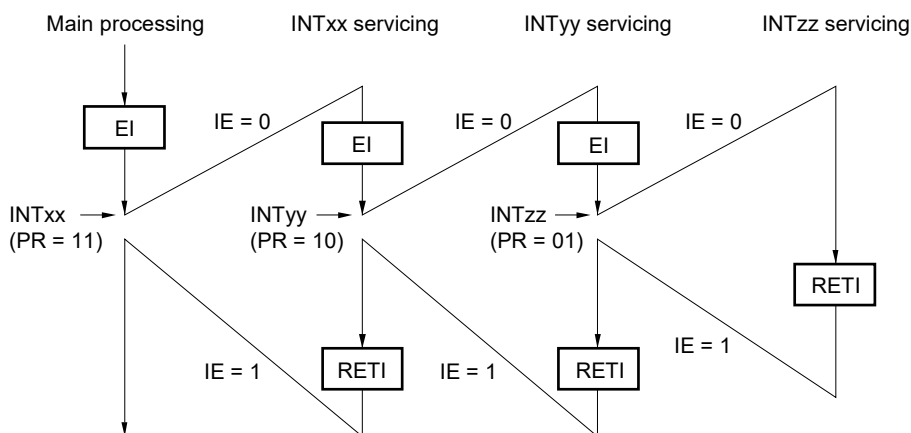 Main processing
INTxx servicing
INTyy servicing
INTzz servicing
EI
IE = 0
EI
IE = 0
EI
IE = 0
INTxx
(PR = 11)
INTyy
(PR = 10)
INTzz
(PR = 01)
RETI
IE = 1
RETI
IE = 1
RETI
IE = 1